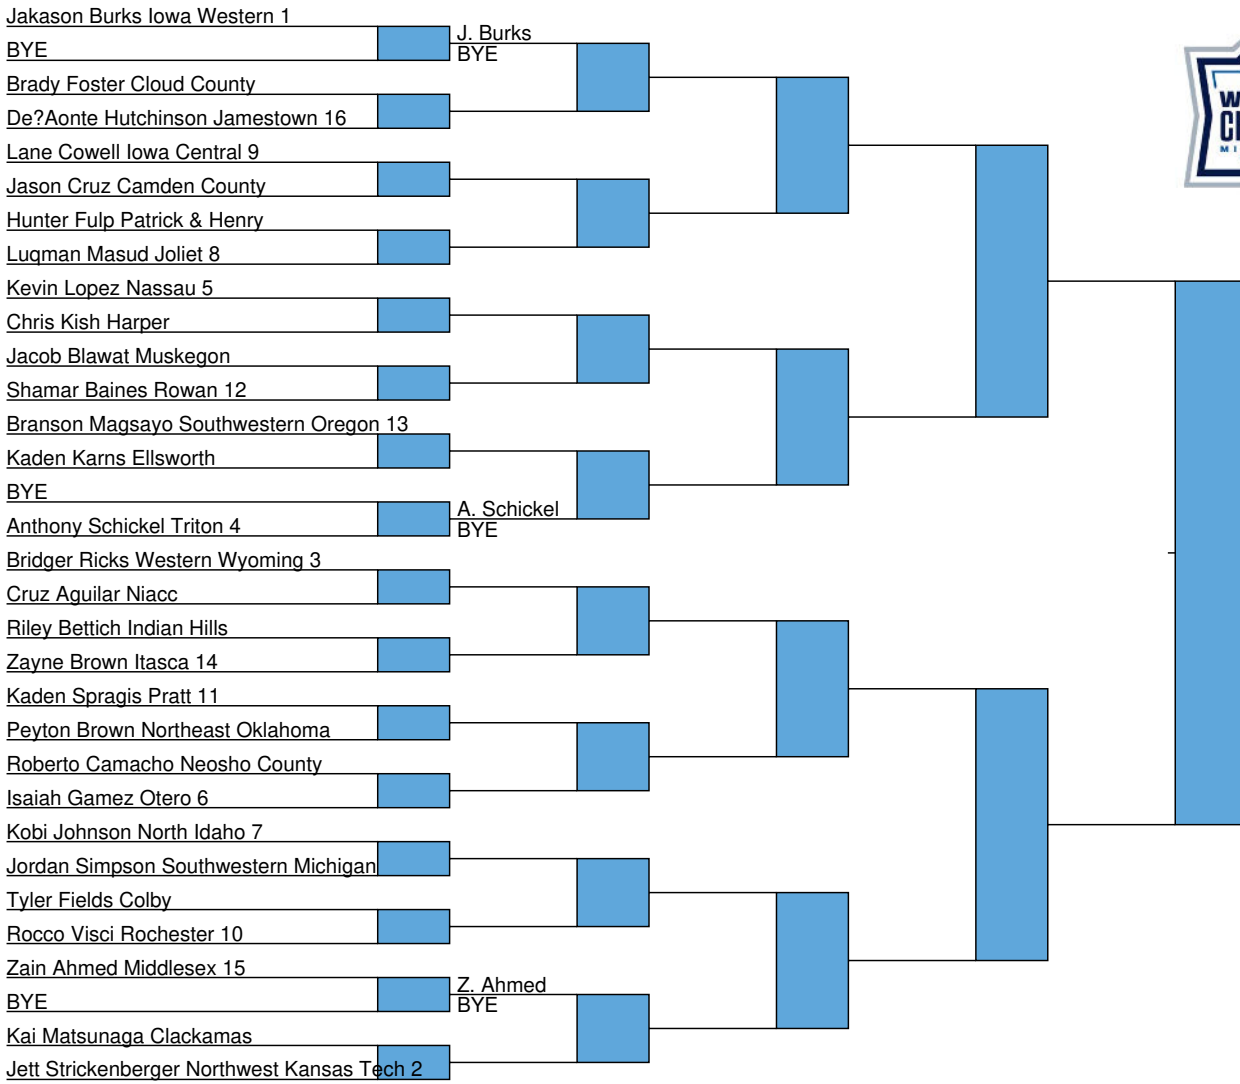 Jakason Burks Iowa Western 1
BYE
J. Burks
BYE
Brady Foster Cloud County
De?Aonte Hutchinson Jamestown 16
Lane Cowell Iowa Central 9
Jason Cruz Camden County
Hunter Fulp Patrick & Henry
Luqman Masud Joliet 8
Kevin Lopez Nassau 5
Chris Kish Harper
Jacob Blawat Muskegon
Shamar Baines Rowan 12
Branson Magsayo Southwestern Oregon 13
Kaden Karns Ellsworth
BYE
Anthony Schickel Triton 4
A. Schickel
BYE
Bridger Ricks Western Wyoming 3
Cruz Aguilar Niacc
Riley Bettich Indian Hills
Zayne Brown Itasca 14
Kaden Spragis Pratt 11
Peyton Brown Northeast Oklahoma
Roberto Camacho Neosho County
Isaiah Gamez Otero 6
Kobi Johnson North Idaho 7
Jordan Simpson Southwestern Michigan
Tyler Fields Colby
Rocco Visci Rochester 10
Zain Ahmed Middlesex 15
BYE
Z. Ahmed
BYE
Kai Matsunaga Clackamas
Jett Strickenberger Northwest Kansas Tech 2